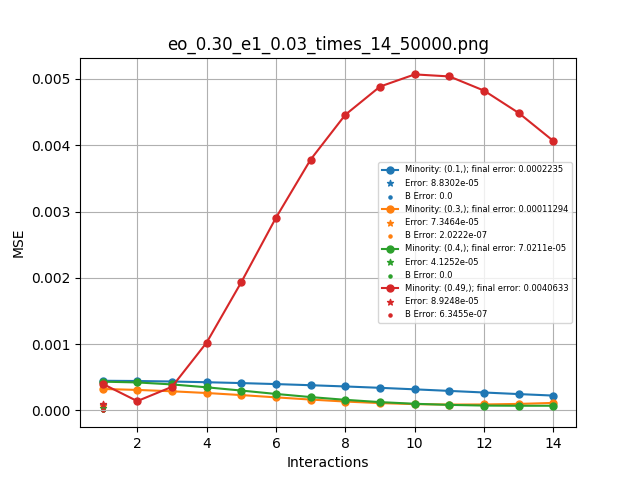 eo_0.30_e1_0.03_times_14_50000.png
0.005
0.004
0.003
0.002
0.001
0.000
MSE
Minority: (0.1,); final error: 0.0002235
Error: 8.8302e-05
B Error: 0.0
Minority: (0.3,); final error: 0.00011294
Error: 7.3464e-05
B Error: 2.0222e-07
Minority: (0.4,); final error: 7.0211e-05
Error: 4.1252e-05
B Error: 0.0
Minority: (0.49,); final error: 0.0040633
Error: 8.9248e-05
B Error: 6.3455e-07
2 4 6 8 10 12 14
Interactions